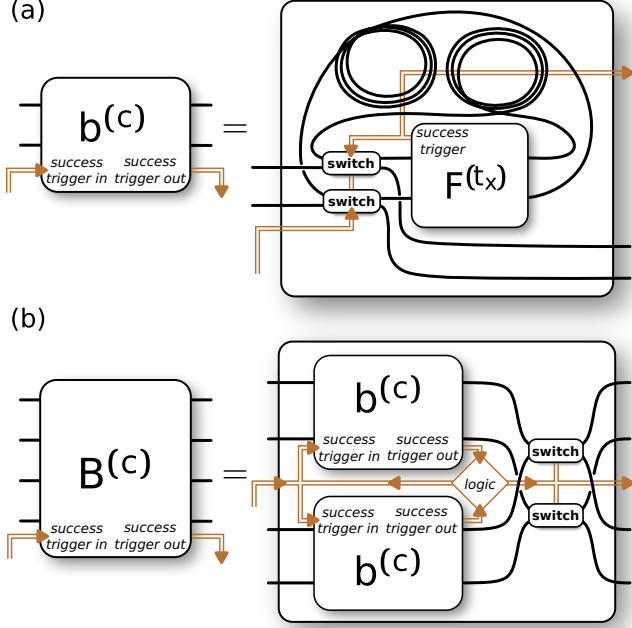 (a)
b(c)
success success
trigger in trigger out
=
success
trigger
switch
F(tx)
switch
(b)
B(c)
success success
trigger in trigger out
=
b(c)
success success
trigger in trigger out
switch
logic
success success
trigger in trigger out
switch
b(c)